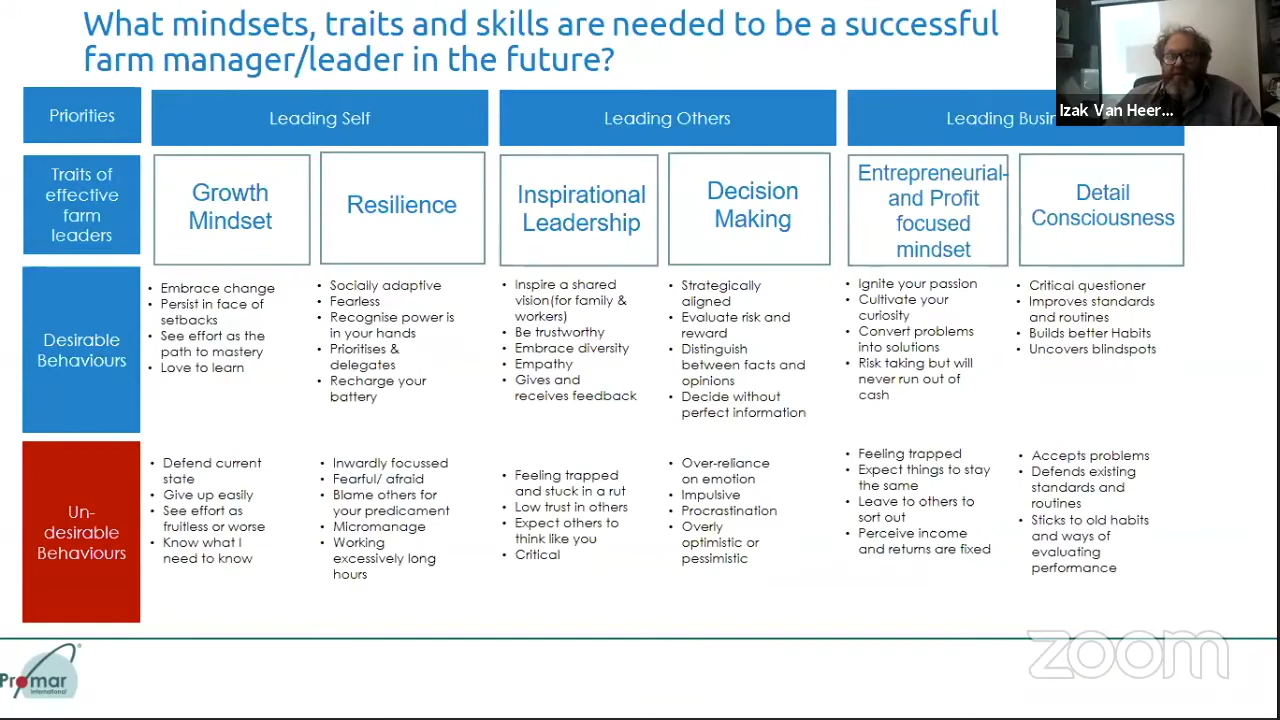 What mindsets, traits and skills are needed to be a successful
farm manager/leader in the future?
Izak Van Heer...
Priorities
Leading Self
Leading Others
Leading Busin
Traits of
effective
farm
leaders
Growth
Mindset
Resilience
Inspirational
Leadership
Decision
Making
Entrepreneurial-
and Profit
focused
mindset
Detail
Consciousness
Desirable
Behaviours
• Embrace change
• Persist in face of
setbacks
• See effort as the
path to mastery
• Love to learn
• Socially adaptive
• Fearless
• Recognise power is
in your hands
• Prioritises &
delegates
• Recharge your
battery
• Inspire a shared
vision(for family &
workers)
• Be trustworthy
• Embrace diversity
• Empathy
• Gives and
receives feedback
• Strategically
aligned
• Evaluate risk and
reward
• Distinguish
between facts and
opinions
• Decide without
perfect information
• Ignite your passion
• Cultivate your
curiosity
• Convert problems
into solutions
• Risk taking but will
never run out of
cash
• Critical questioner
• Improves standards
and routines
• Builds better Habits
• Uncovers blindspots
Un-
desirable
Behaviours
• Defend current
state
• Give up easily
• See effort as
fruitless or worse
• Know what I
need to know
• Inwardly focussed
• Fearful/ afraid
• Blame others for
your predicament
• Micromanage
• Working
excessively long
hours
• Feeling trapped
and stuck in a rut
• Low trust in others
• Expect others to
think like you
• Critical
• Over-reliance
on emotion
• Impulsive
• Procrastination
• Overly
optimistic or
pessimistic
• Feeling trapped
• Expect things to stay
the same
• Leave to others to
sort out
• Perceive income
and returns are fixed
• Accepts problems
• Defends existing
standards and
routines
• Sticks to old habits
and ways of
evaluating
performance
Promar
International
zoom